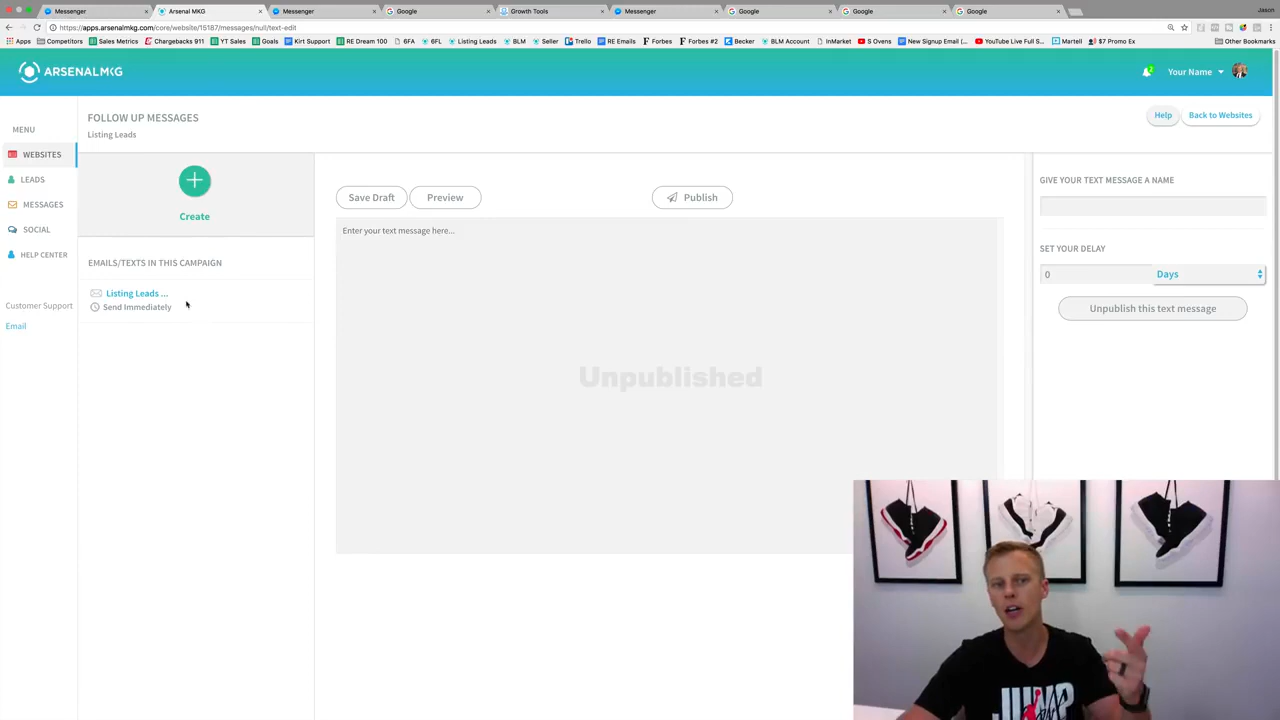 Messenger
Arsenal MKG
Messenger
Google
Growth Tools
Messenger
Google
Google
Google
Jason
https://apps.arsenalmkg.com/core/website/15187/messages/null/text-edit
Apps
Competitors
Chargebacks 911
YT Sales
Goals
Kirt Support
RE Dream 100
6FA
6FL
Listing Leads
BLM
Seller
Trello
RE Emails
Forbes
Forbes #2
Becker
BLM Account
InMarket
S Ovens
New Signup Email (...
YouTube Live Full S...
Martell
$7 Promo Ex
Other Bookmarks
Sales Metrics
ARSENALMKG
2
Your Name
FOLLOW UP MESSAGES
Listing Leads
Help
Back to Websites
MENU
WEBSITES
LEADS
MESSAGES
SOCIAL
HELP CENTER
Customer Support
Email
Create
EMAILS/TEXTS IN THIS CAMPAIGN
Listing Leads ...
Send Immediately
Save Draft
Preview
Publish
Enter your text message here...
Unpublished
GIVE YOUR TEXT MESSAGE A NAME
SET YOUR DELAY
0
Days
Unpublish this text message
JUMP